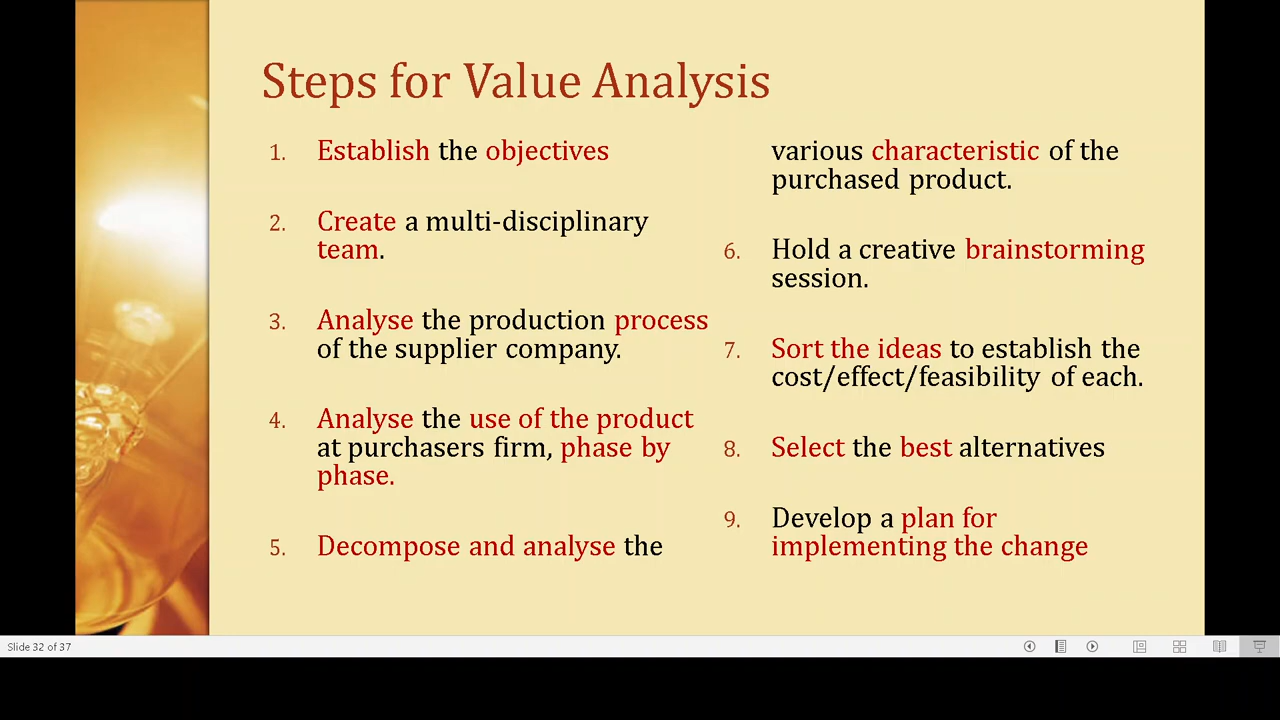 Steps for Value Analysis
1. Establish the objectives
2. Create a multi-disciplinary
team.
3. Analyse the production process
of the supplier company.
4. Analyse the use of the product
at purchasers firm, phase by
phase.
5. Decompose and analyse the
various characteristic of the
purchased product.
6. Hold a creative brainstorming
session.
7. Sort the ideas to establish the
cost/effect/feasibility of each.
8. Select the best alternatives
9. Develop a plan for
implementing the change
Slide 32 of 37